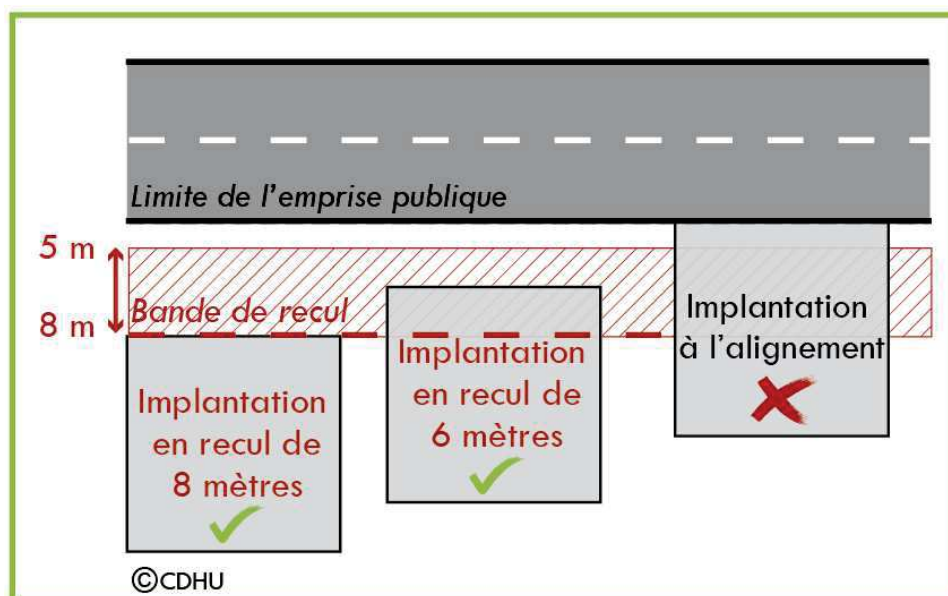 Limite de l'emprise publique
5 m
Bande de recul
8 m
Implantation
en recul de
8 mètres
Implantation
en recul de
6 mètres
Implantation
à l'alignement
©CDHU